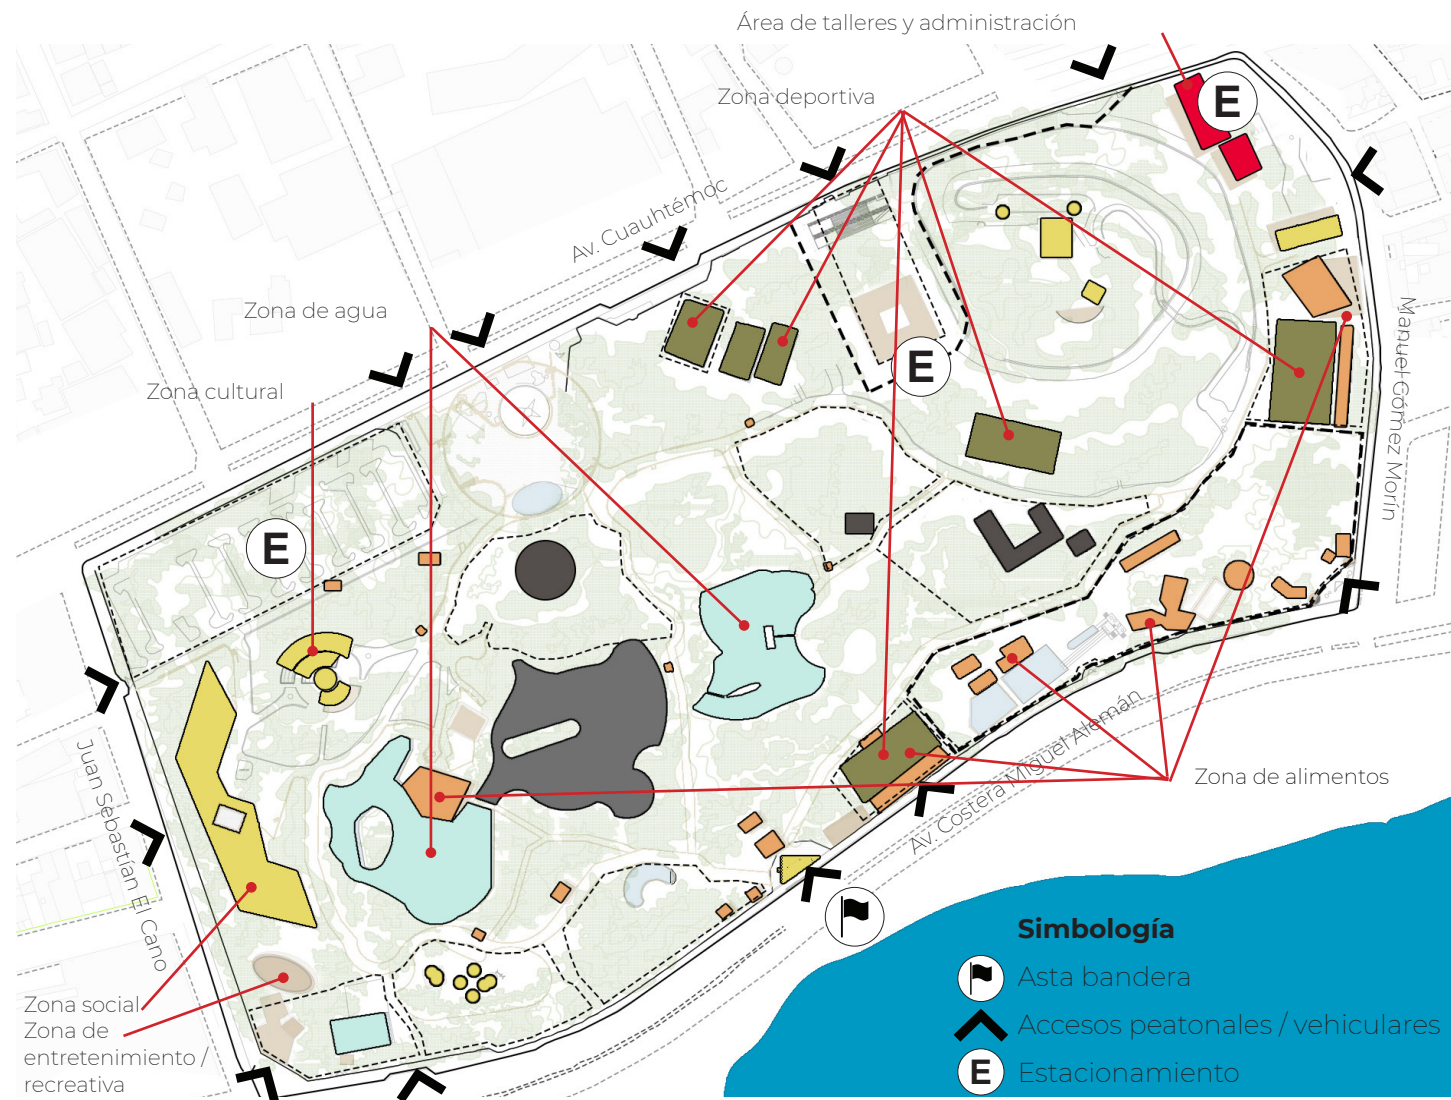 Área de talleres y administración
Zona deportiva
E
Av. Cuauhtémoc
Zona de agua
Zona cultural
Manuel Gómez Morín
E
E
Juan Sebastían El Cano
Av. Costera Miguel Alemán
Zona de alimentos
Zona social
Zona de
entretenimiento /
recreativa
Simbología
Asta bandera
Accesos peatonales / vehiculares
E Estacionamiento